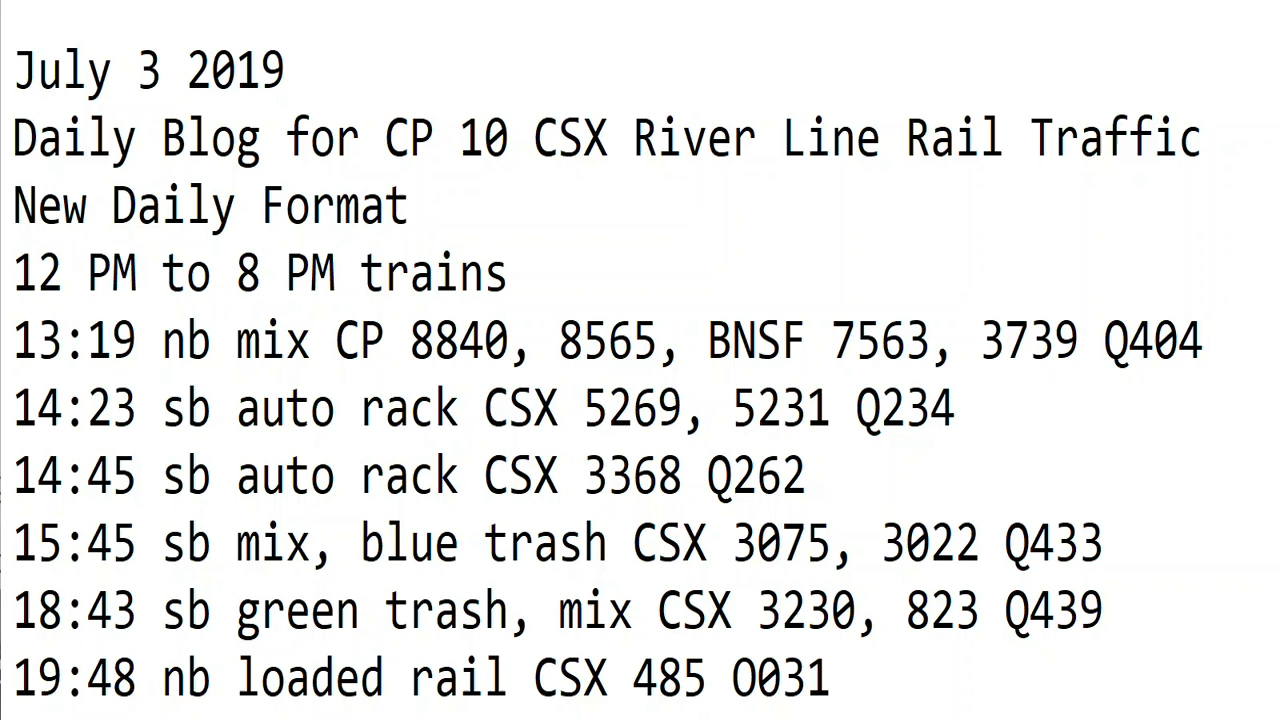 July 3 2019
Daily Blog for CP 10 CSX River Line Rail Traffic
New Daily Format
12 PM to 8 PM trains
13:19 nb mix CP 8840, 8565, BNSF 7563, 3739 Q404
14:23 sb auto rack CSX 5269, 5231 Q234
14:45 sb auto rack CSX 3368 Q262
15:45 sb mix, blue trash CSX 3075, 3022 Q433
18:43 sb green trash, mix CSX 3230, 823 Q439
19:48 nb loaded rail CSX 485 O031